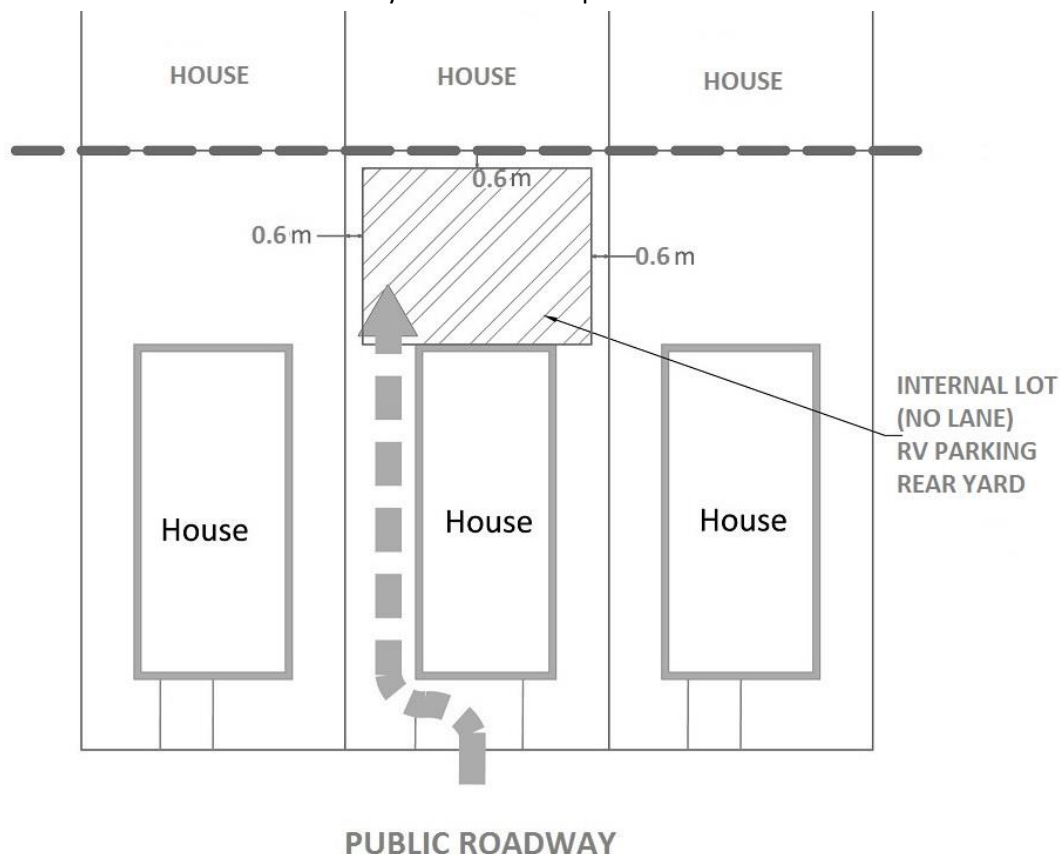 HOUSE
HOUSE
HOUSE
0.6 m
0.6 m
0.6 m
INTERNAL LOT
(NO LANE)
RV PARKING
REAR YARD
House
House
House
PUBLIC ROADWAY